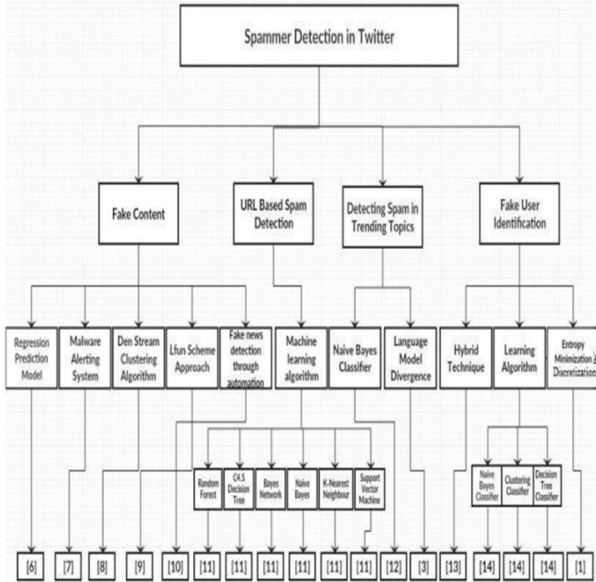 Spammer Detection in Twitter
Fake Content
URL Based Spam
Detection
Detecting Spam in
Trending Topics
Fake User
Identification
Regression
Prediction
Model
Malware
Alerting
System
Den Stream
Clustering
Algorithm
Lfun Scheme
Approach
Fake news
detection
through
automation
Machine
learning
algorithm
Naive Bayes
Classifier
Language
Model
Divergence
Hybrid
Technique
Learning
Algorithm
Entropy
Minimization &
Discretization
Random
Forest
C4.5
Decision
Tree
Bayes
Network
Naive
Bayes
K-Nearest
Neighbour
Support
Vector
Machine
Naive
Bayes
Classifier
Clustering
Classifier
Decision
Tree
Classifier
[6]
[7]
[8]
[9]
[10]
[11]
[11]
[11]
[11]
[11]
[11]
[12]
[3]
[13]
[14]
[14]
[14]
[1]